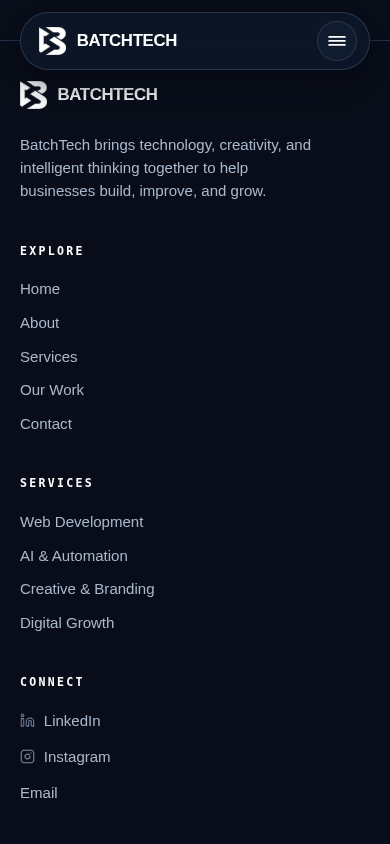 BATCHTECH
BATCHTECH
BatchTech brings technology, creativity, and
intelligent thinking together to help
businesses build, improve, and grow.
EXPLORE
Home
About
Services
Our Work
Contact
SERVICES
Web Development
AI & Automation
Creative & Branding
Digital Growth
CONNECT
LinkedIn
Instagram
Email